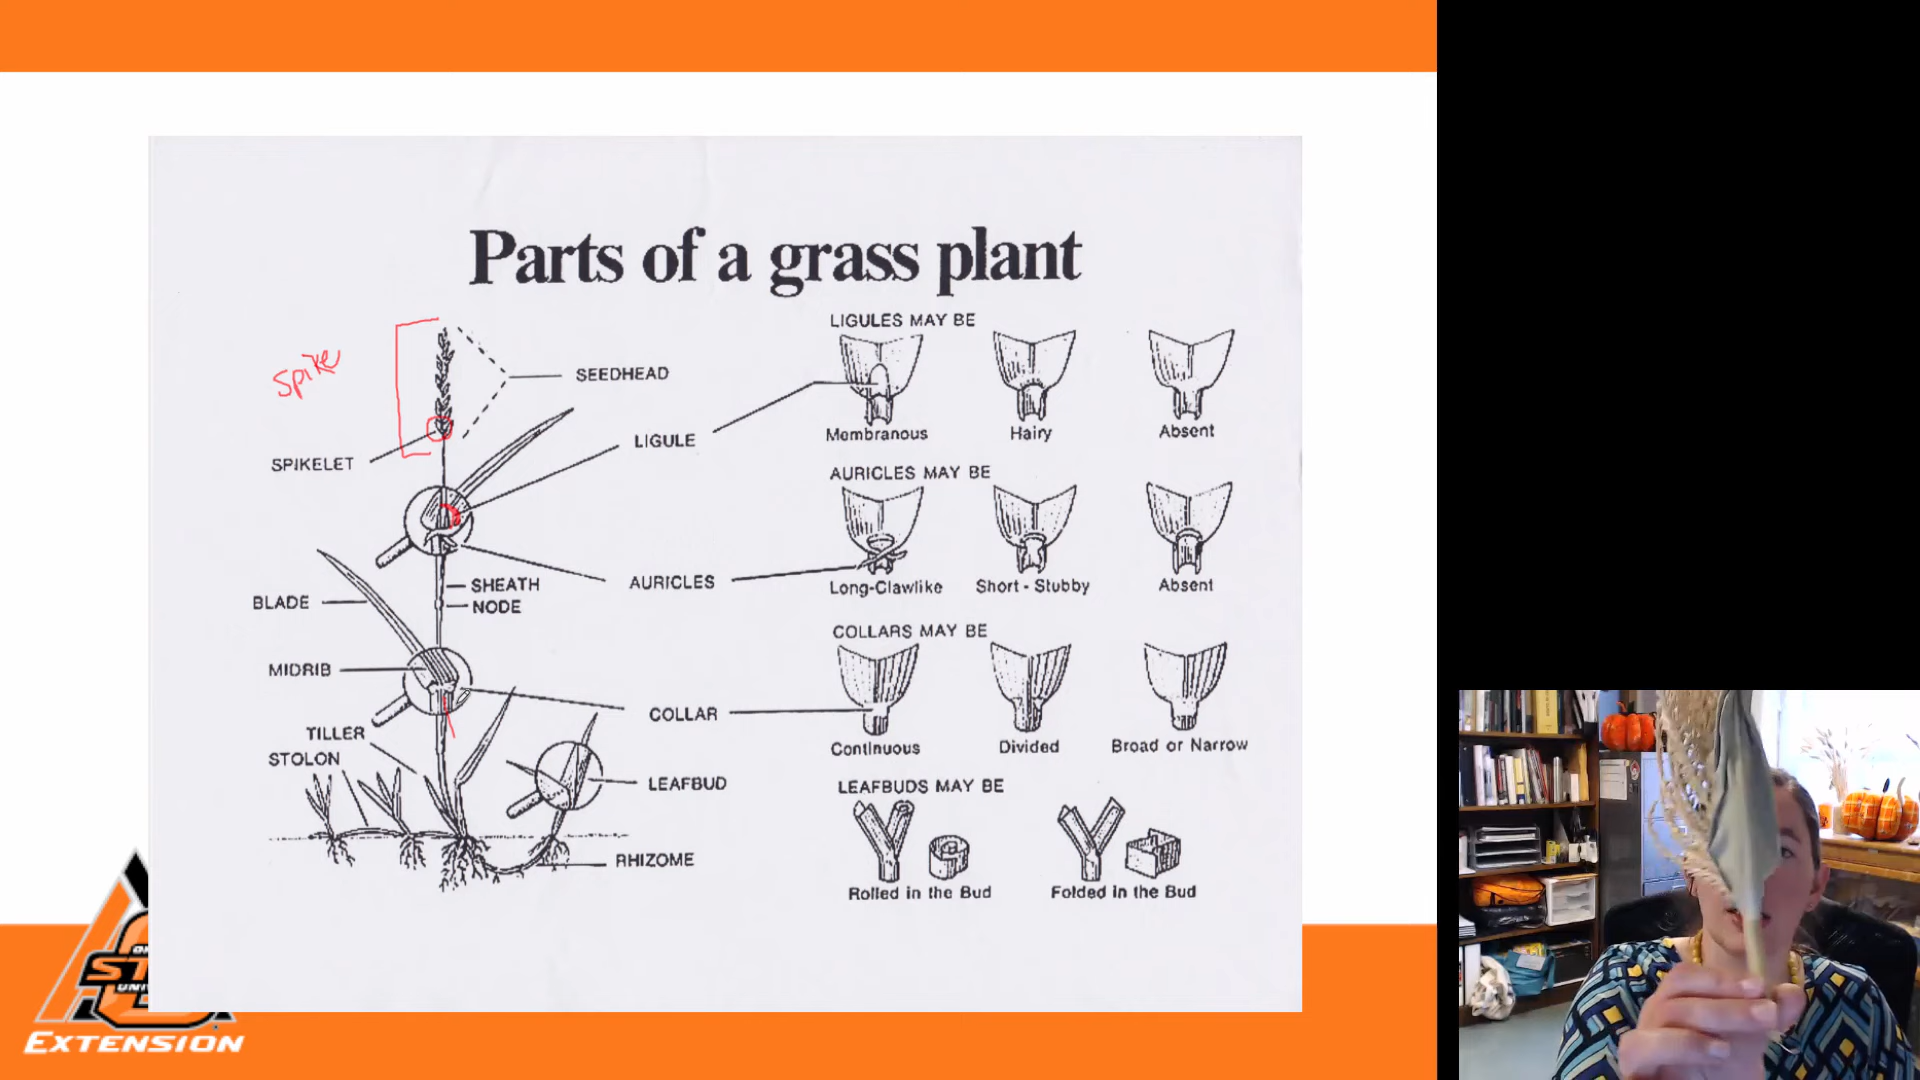 Parts of a grass plant
Spike
SEEDHEAD
SPIKELET
LIGULE
AURICLES
SHEATH
NODE
BLADE
MIDRIB
COLLAR
TILLER
STOLON
LEAFBUD
RHIZOME
LIGULES MAY BE
Membranous Hairy Absent
AURICLES MAY BE
Long-Clawlike Short - Stubby Absent
COLLARS MAY BE
Continuous Divided Broad or Narrow
LEAFBUDS MAY BE
Rolled in the Bud Folded in the Bud
EXTENSION